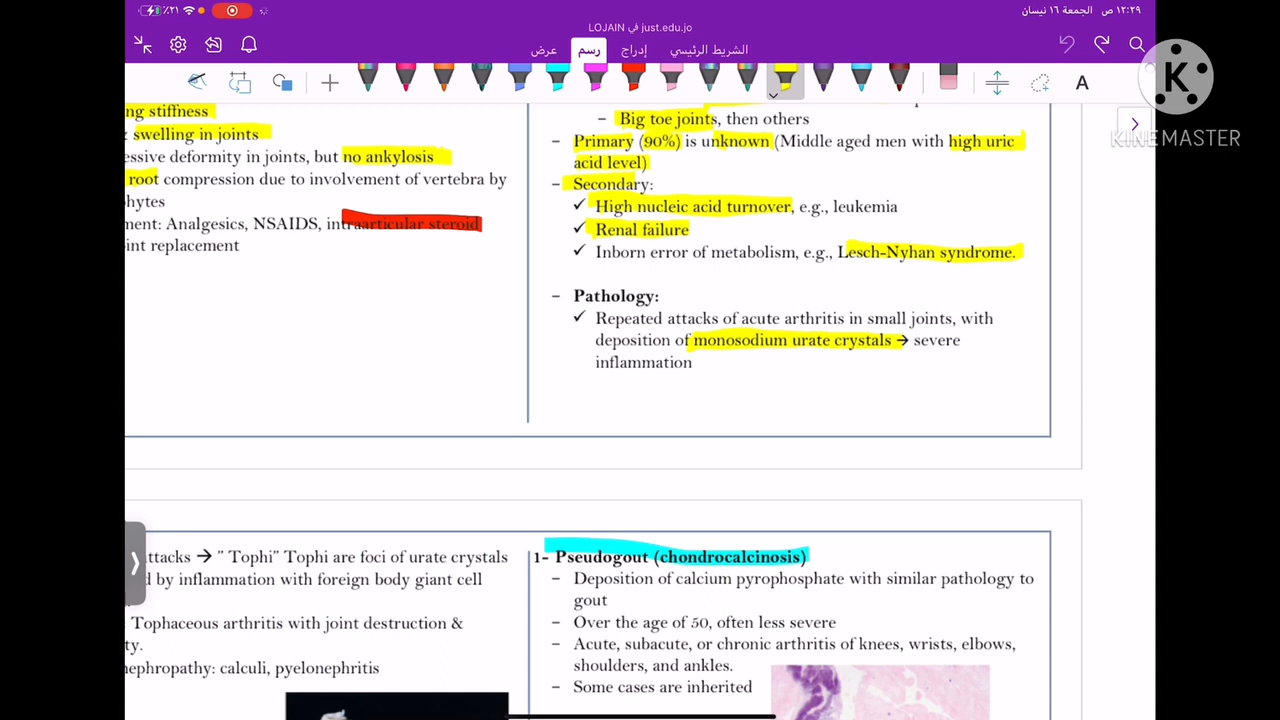 ١٢:٢٩ ص الجمعة ١٦ نيسان
٪٢١
LOJAIN في just.edu.jo
الشريط الرئيسي
إدراج
رسم
عرض
A
K
KINEMASTER
ng stiffness
swelling in joints
essive deformity in joints, but no ankylosis
root compression due to involvement of vertebra by
phytes
ment: Analgesics, NSAIDS, intraarticular steroid
oint replacement
– Big toe joints, then others
– Primary (90%) is unknown (Middle aged men with high uric
acid level)
– Secondary:
✓ High nucleic acid turnover, e.g., leukemia
✓ Renal failure
✓ Inborn error of metabolism, e.g., Lesch-Nyhan syndrome.
– Pathology:
✓ Repeated attacks of acute arthritis in small joints, with
deposition of monosodium urate crystals → severe
inflammation
attacks → " Tophi" Tophi are foci of urate crystals
d by inflammation with foreign body giant cell
Tophaceous arthritis with joint destruction &
ty.
nephropathy: calculi, pyelonephritis
1- Pseudogout (chondrocalcinosis)
– Deposition of calcium pyrophosphate with similar pathology to
gout
– Over the age of 50, often less severe
– Acute, subacute, or chronic arthritis of knees, wrists, elbows,
shoulders, and ankles.
– Some cases are inherited